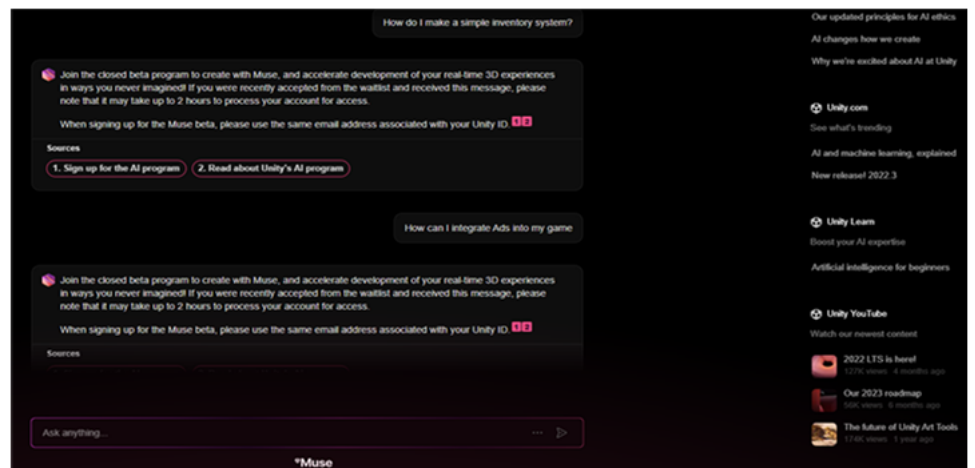 How do I make a simple inventory system?
Join the closed beta program to create with Muse, and accelerate development of your real-time 3D experiences
in ways you never imagined! If you were recently accepted from the waitlist and received this message, please
note that it may take up to 2 hours to process your account for access.
When signing up for the Muse beta, please use the same email address associated with your Unity ID. 1 2
Sources
1. Sign up for the AI program 2. Read about Unity's AI program
How can I integrate Ads into my game
Join the closed beta program to create with Muse, and accelerate development of your real-time 3D experiences
in ways you never imagined! If you were recently accepted from the waitlist and received this message, please
note that it may take up to 2 hours to process your account for access.
When signing up for the Muse beta, please use the same email address associated with your Unity ID. 1 2
Sources
Ask anything...
*Muse
Our updated principles for AI ethics
AI changes how we create
Why we're excited about AI at Unity
Unity.com
See what's trending
AI and machine learning, explained
New release! 2022.3
Unity Learn
Boost your AI expertise
Artificial intelligence for beginners
Unity YouTube
Watch our newest content
2022 LTS is here!
127K views 4 months ago
Our 2023 roadmap
56K views 6 months ago
The future of Unity Art Tools
174K views 1 year ago